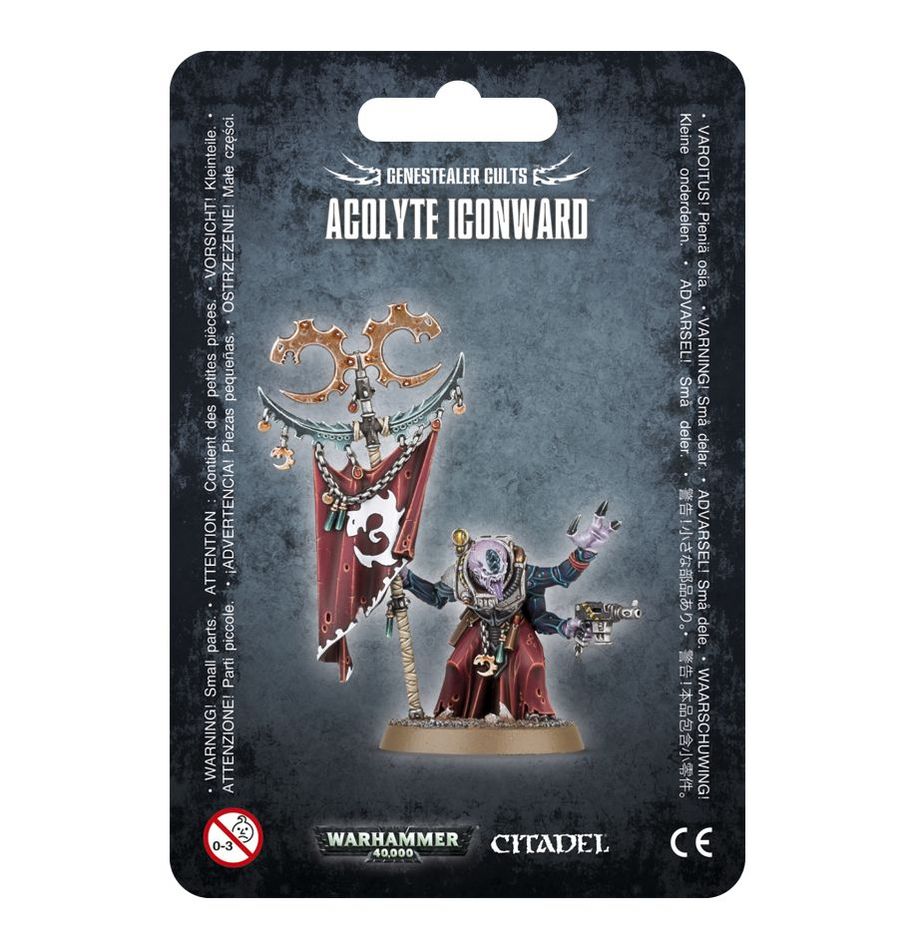 GENESTEALER CULTS™
ACOLYTE ICONWARD™
• WARNING! Small parts. • ATTENTION : Contient des petites pièces. • VORSICHT! Kleinteile. •
ATTENZIONE! Parti piccole. • ¡ADVERTENCIA! Piezas pequeñas. • OSTRZEŻENIE! Małe części.
• VAROITUS! Pieniä osia. • VARNING! Små delar. • ADVARSEL! Små dele. • WAARSCHUWING!
Kleine onderdelen. • ADVARSEL! Små deler. • 警告!小さな部品あり。• 警告!本品包含小零件。
0-3
WARHAMMER
40,000
CITADEL
CE